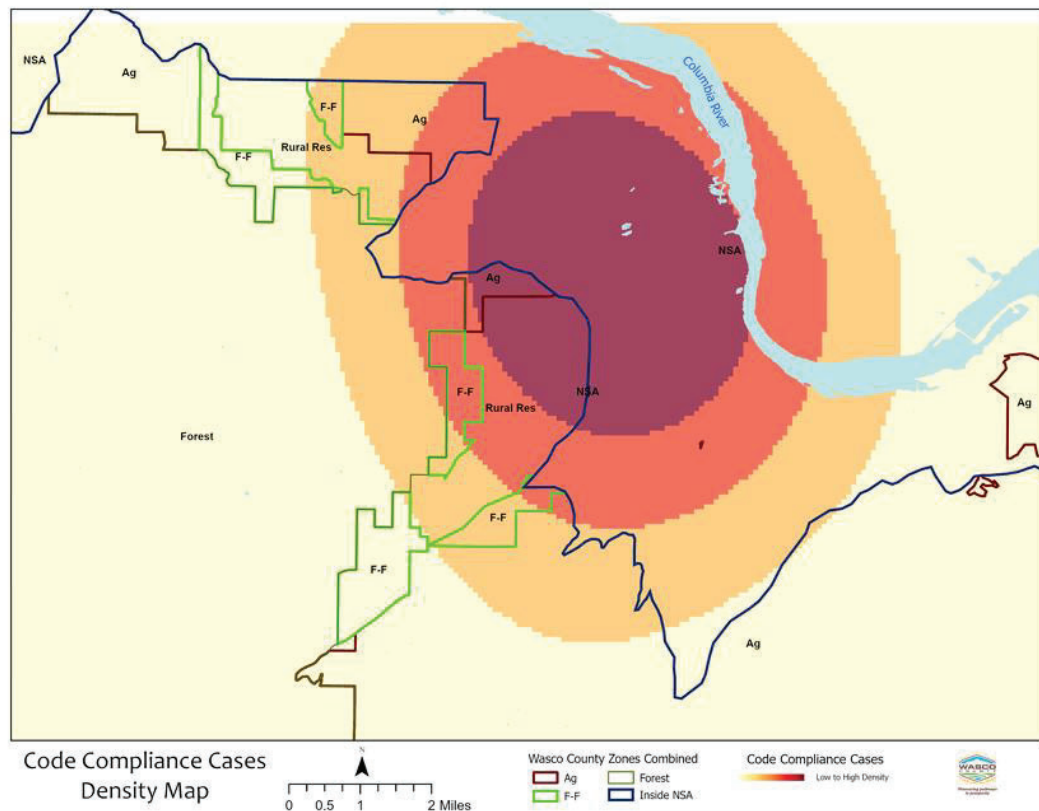 NSA
Ag
F-F
Ag
Columbia River
F-F
Rural Res
NSA
Ag
F-F
NSA
Rural Res
Ag
Forest
F-F
F-F
Ag
Code Compliance Cases
Density Map
N
0 0.5 1 2 Miles
Wasco County Zones Combined
Ag
Forest
F-F
Inside NSA
Code Compliance Cases
Low to High Density
WASCO
COUNTY